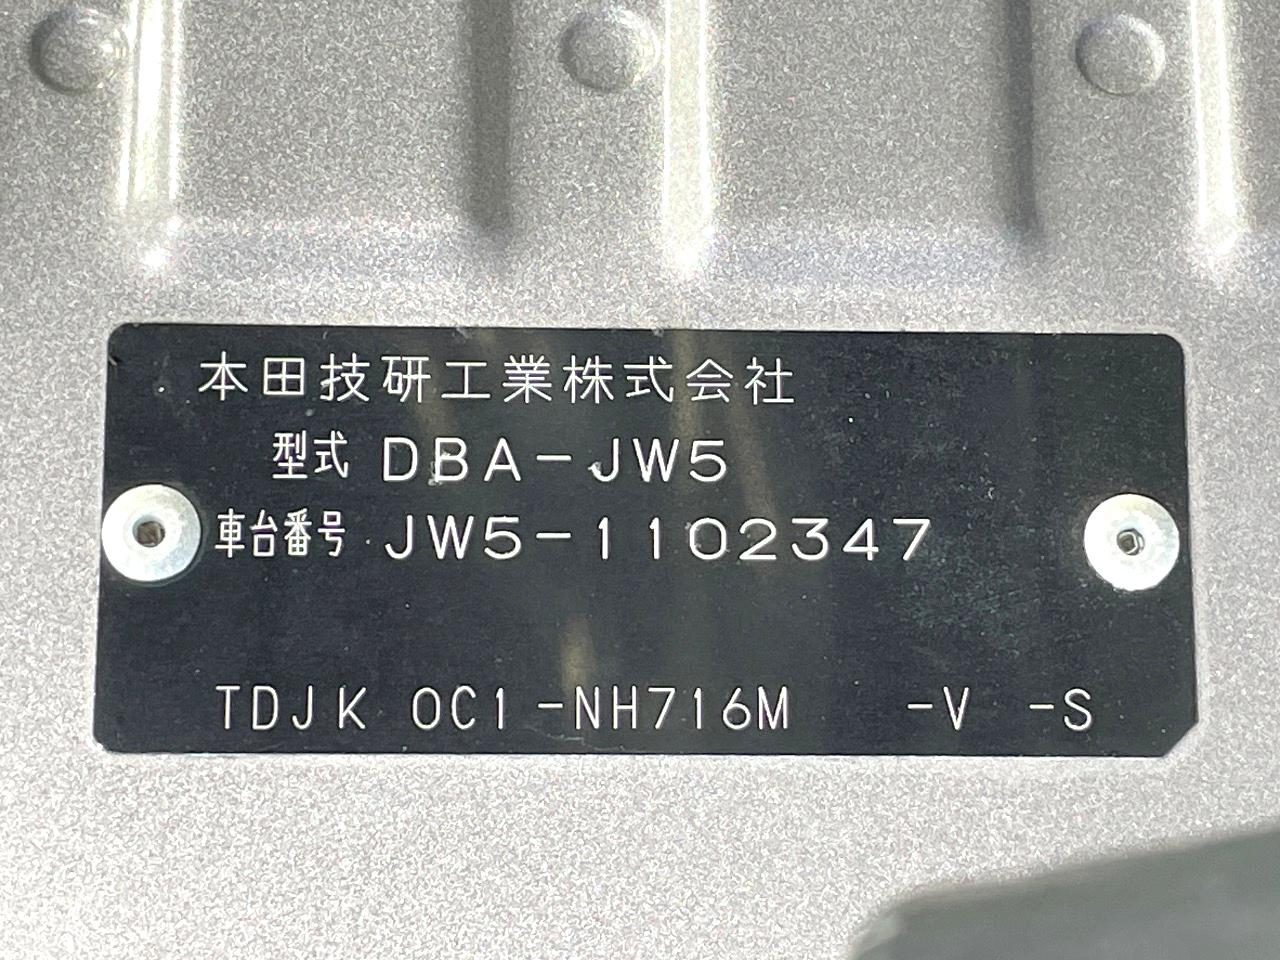 本田技研工業株式会社
型式 DBA-JW5
車台番号 JW5-1102347
TDJK 0C1-NH716M -V -S